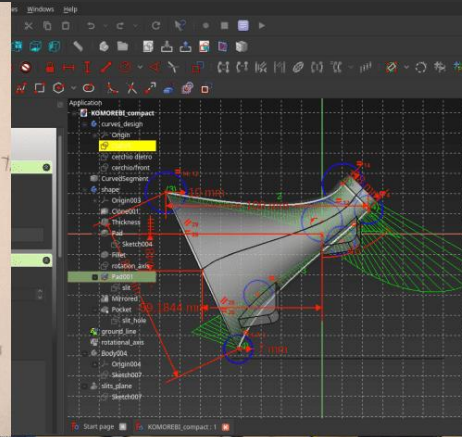 Windows Help
Application
KOMOREBI_compact
curves_desigh
Origin
cerchio dietro
cerchio/front
CurvedSegment
shape
Origin003
Clone001
Thickness
Pad
Sketch004
Fillet
rotation_axis
Pad001
slit
Mirrored
Pocket
slit_hole
ground_line
rotational_axis
Body004
Origin004
Sketch007
slits_plane
Sketch007
Start page
KOMOREBI_compact : 1